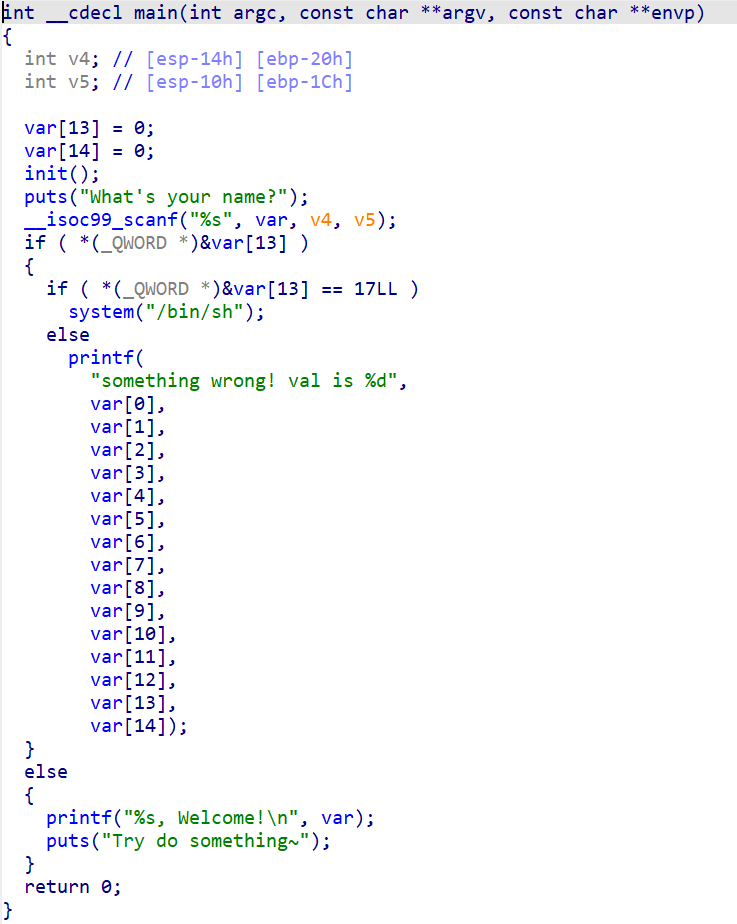 int __cdecl main(int argc, const char **argv, const char **envp)
{
  int v4; // [esp-14h] [ebp-20h]
  int v5; // [esp-10h] [ebp-1Ch]

  var[13] = 0;
  var[14] = 0;
  init();
  puts("What's your name?");
  __isoc99_scanf("%s", var, v4, v5);
  if ( *(_QWORD *)&var[13] )
  {
    if ( *(_QWORD *)&var[13] == 17LL )
      system("/bin/sh");
    else
      printf(
        "something wrong! val is %d",
        var[0],
        var[1],
        var[2],
        var[3],
        var[4],
        var[5],
        var[6],
        var[7],
        var[8],
        var[9],
        var[10],
        var[11],
        var[12],
        var[13],
        var[14]);
  }
  else
  {
    printf("%s, Welcome!\n", var);
    puts("Try do something~");
  }
  return 0;
}